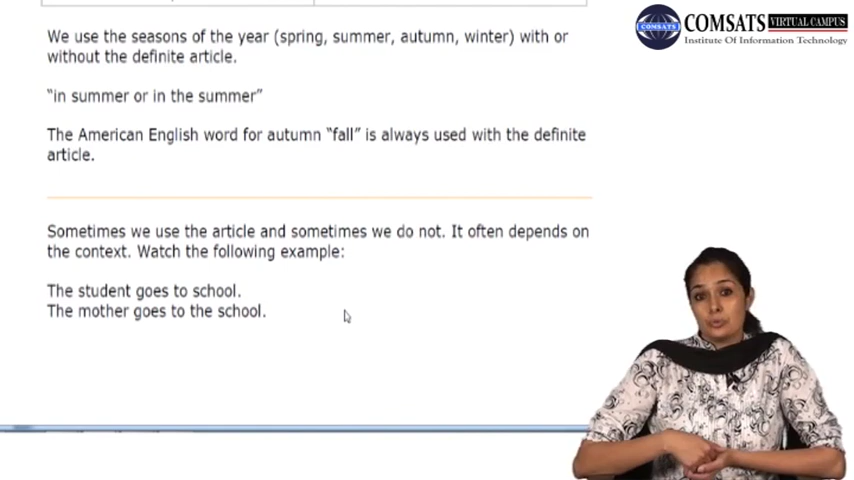 COMSATS VIRTUAL CAMPUS
Institute Of Information Technology
COMSATS
We use the seasons of the year (spring, summer, autumn, winter) with or
without the definite article.
“in summer or in the summer”
The American English word for autumn “fall” is always used with the definite
article.
Sometimes we use the article and sometimes we do not. It often depends on
the context. Watch the following example:
The student goes to school.
The mother goes to the school.